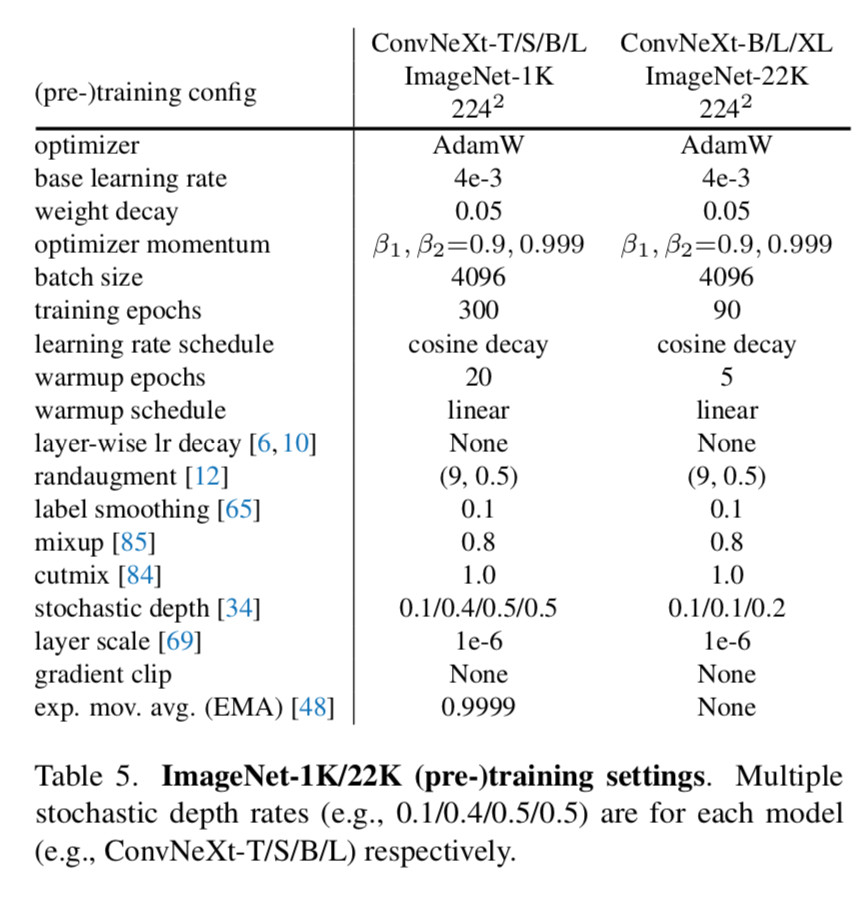 ConvNeXt-T/S/B/L ConvNeXt-B/L/XL
(pre-)training config ImageNet-1K ImageNet-22K
224² 224²
optimizer AdamW AdamW
base learning rate 4e-3 4e-3
weight decay 0.05 0.05
optimizer momentum β₁, β₂=0.9, 0.999 β₁, β₂=0.9, 0.999
batch size 4096 4096
training epochs 300 90
learning rate schedule cosine decay cosine decay
warmup epochs 20 5
warmup schedule linear linear
layer-wise lr decay [6, 10] None None
randaugment [12] (9, 0.5) (9, 0.5)
label smoothing [65] 0.1 0.1
mixup [85] 0.8 0.8
cutmix [84] 1.0 1.0
stochastic depth [34] 0.1/0.4/0.5/0.5 0.1/0.1/0.2
layer scale [69] 1e-6 1e-6
gradient clip None None
exp. mov. avg. (EMA) [48] 0.9999 None
Table 5. ImageNet-1K/22K (pre-)training settings. Multiple
stochastic depth rates (e.g., 0.1/0.4/0.5/0.5) are for each model
(e.g., ConvNeXt-T/S/B/L) respectively.